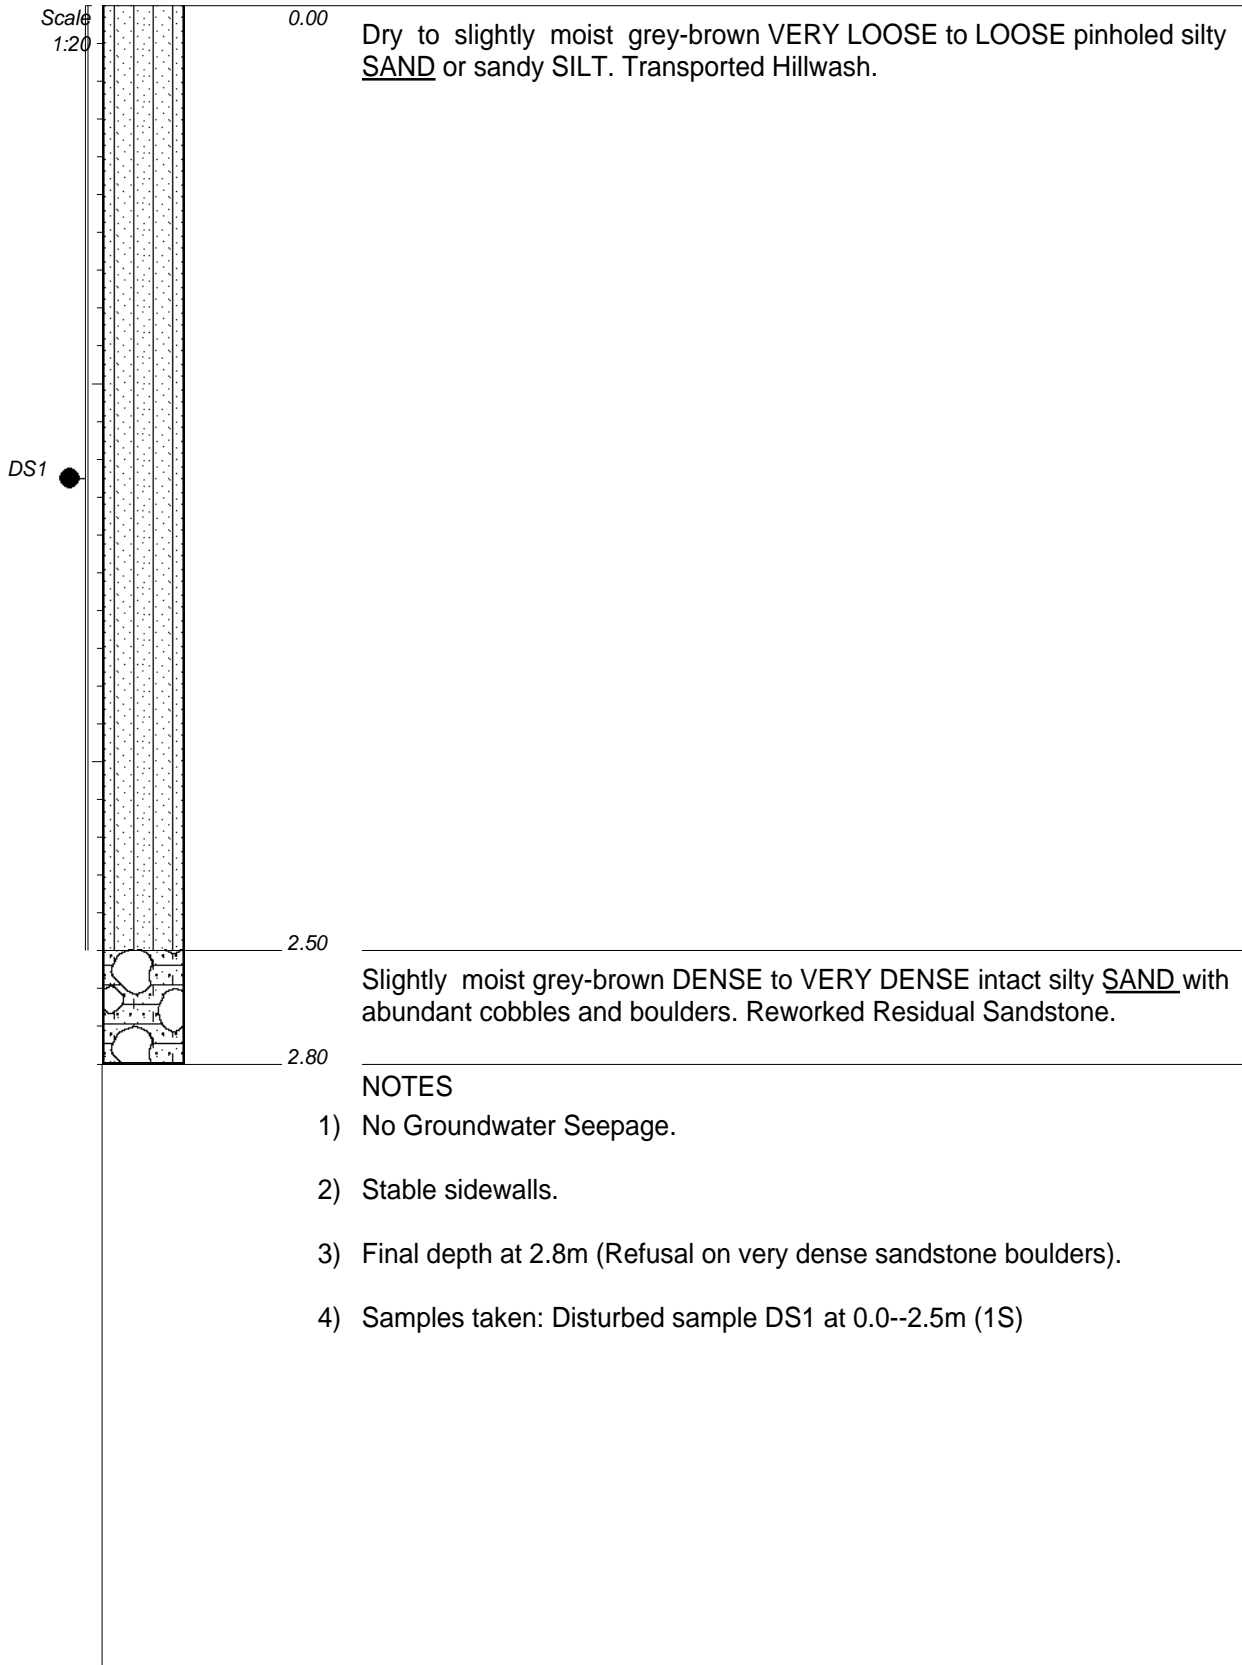 Scale
1:20
0.00
Dry to slightly moist grey-brown VERY LOOSE to LOOSE pinholed silty
SAND or sandy SILT. Transported Hillwash.
DS1
2.50
Slightly moist grey-brown DENSE to VERY DENSE intact silty SAND with
abundant cobbles and boulders. Reworked Residual Sandstone.
2.80
NOTES
1) No Groundwater Seepage.
2) Stable sidewalls.
3) Final depth at 2.8m (Refusal on very dense sandstone boulders).
4) Samples taken: Disturbed sample DS1 at 0.0--2.5m (1S)